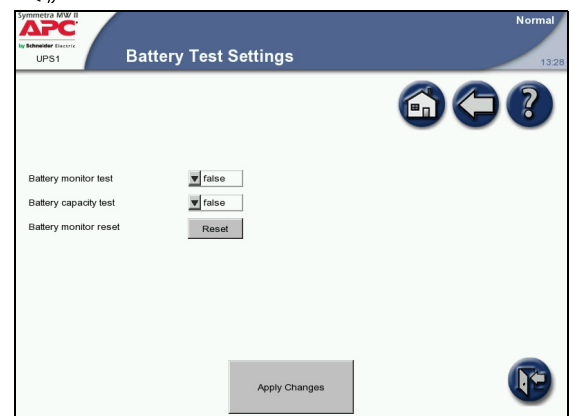 Symmetra MW II
APC
by Schneider Electric
UPS1
Battery Test Settings
Normal
13:28
?
Battery monitor test
false
Battery capacity test
false
Battery monitor reset
Reset
Apply Changes